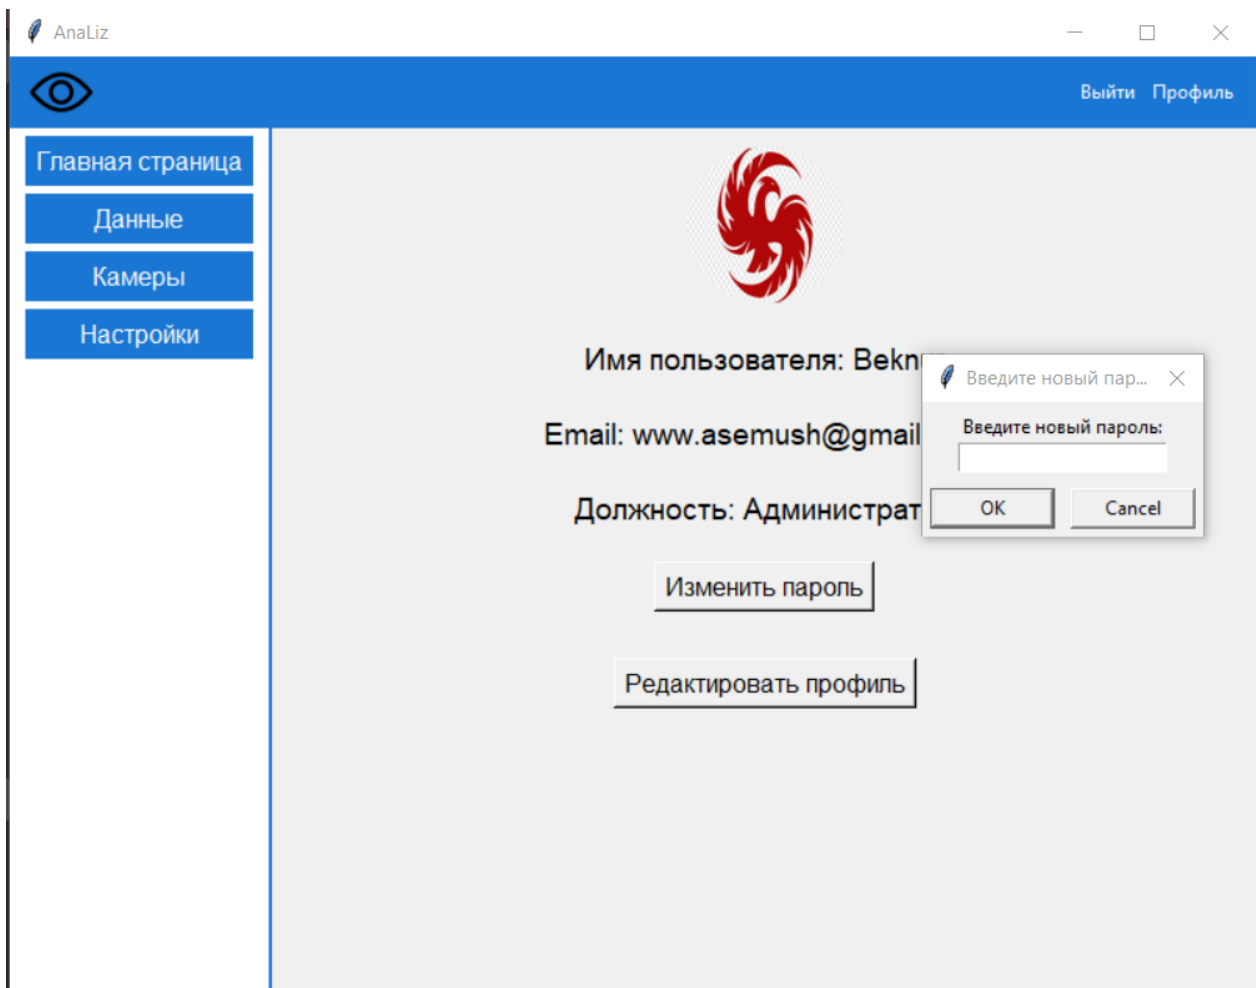 AnaLiz
Выйти Профиль
Главная страница
Данные
Камеры
Настройки
Имя пользователя:
Email: www.asemush@gmail
Должность: Администрат
Изменить пароль
Редактировать профиль
Введите новый пар...
Введите новый пароль:
OK Cancel